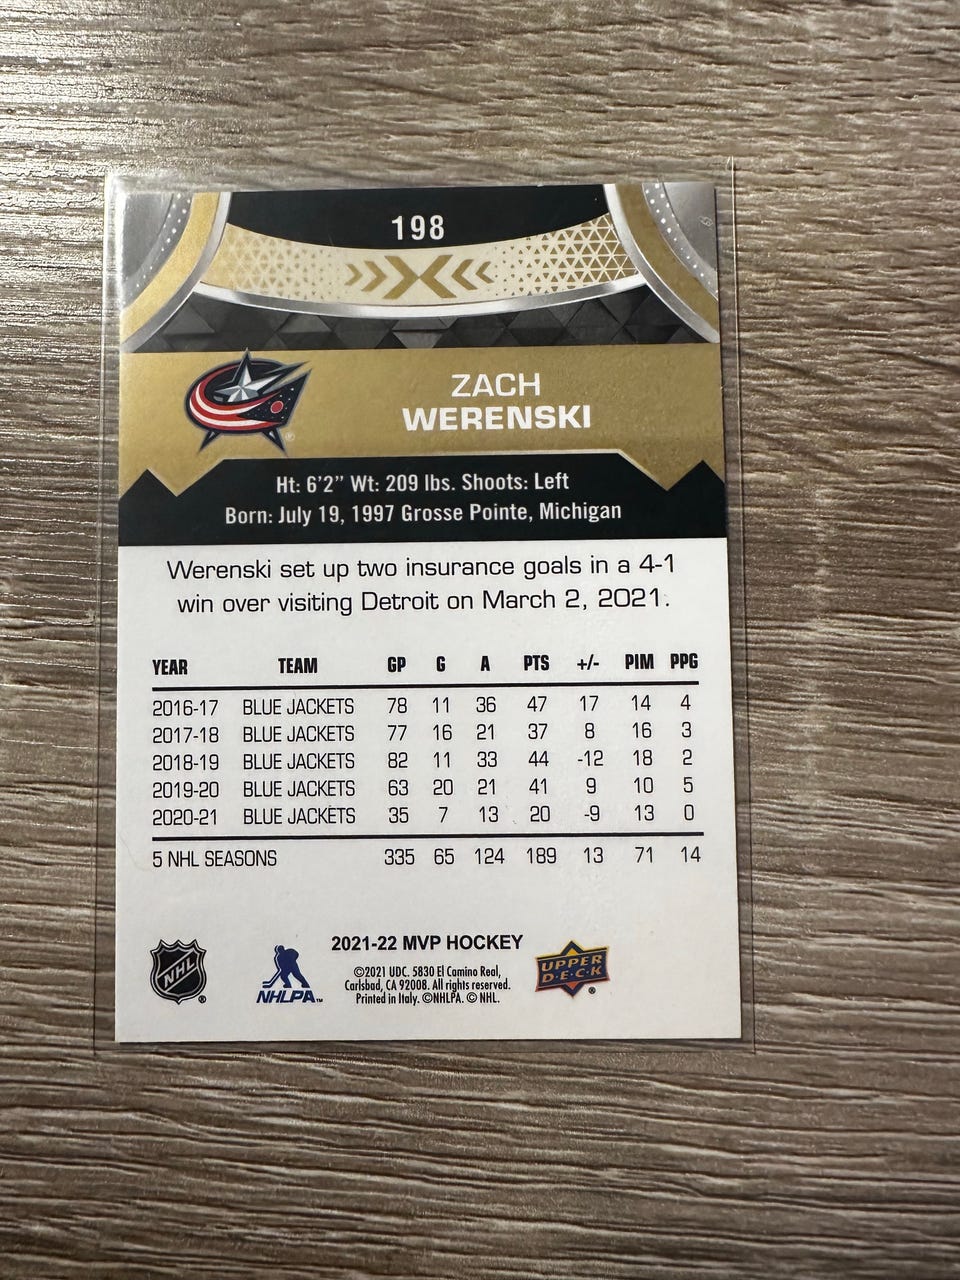 198
ZACH
WERENSKI
Ht: 6'2" Wt: 209 lbs. Shoots: Left
Born: July 19, 1997 Grosse Pointe, Michigan
Werenski set up two insurance goals in a 4-1
win over visiting Detroit on March 2, 2021.
YEAR TEAM GP G A PTS +/- PIM PPG
2016-17 BLUE JACKETS 78 11 36 47 17 14 4
2017-18 BLUE JACKETS 77 16 21 37 8 16 3
2018-19 BLUE JACKETS 82 11 33 44 -12 18 2
2019-20 BLUE JACKETS 63 20 21 41 9 10 5
2020-21 BLUE JACKETS 35 7 13 20 -9 13 0
5 NHL SEASONS 335 65 124 189 13 71 14
2021-22 MVP HOCKEY
©2021 UDC. 5830 El Camino Real,
Carlsbad, CA 92008. All rights reserved.
Printed in Italy. ©NHLPA. © NHL.
NHL ®
NHLPA™
UPPER
D·E·C·K ®